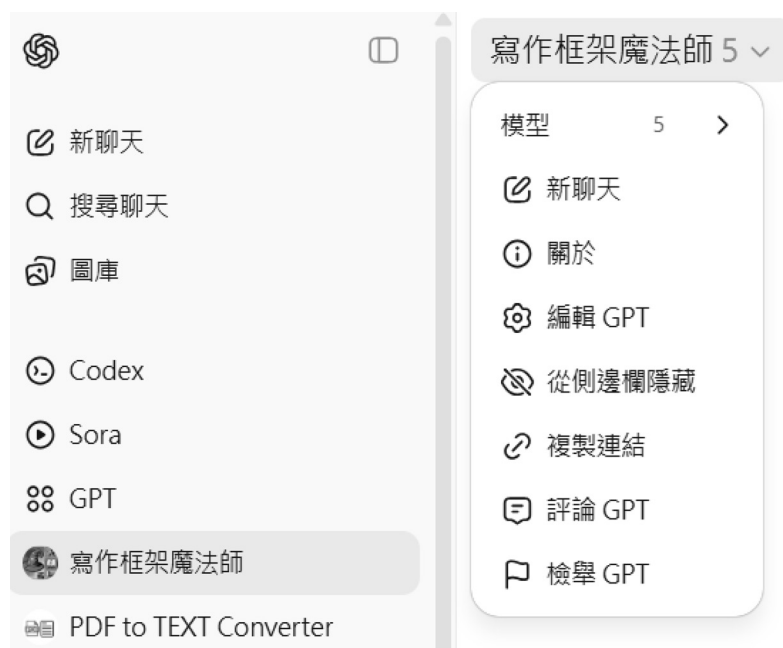 新聊天
搜尋聊天
圖庫
Codex
Sora
GPT
寫作框架魔法師
PDF to TEXT Converter
寫作框架魔法師 5
模型 5
新聊天
關於
編輯 GPT
從側邊欄隱藏
複製連結
評論 GPT
檢舉 GPT